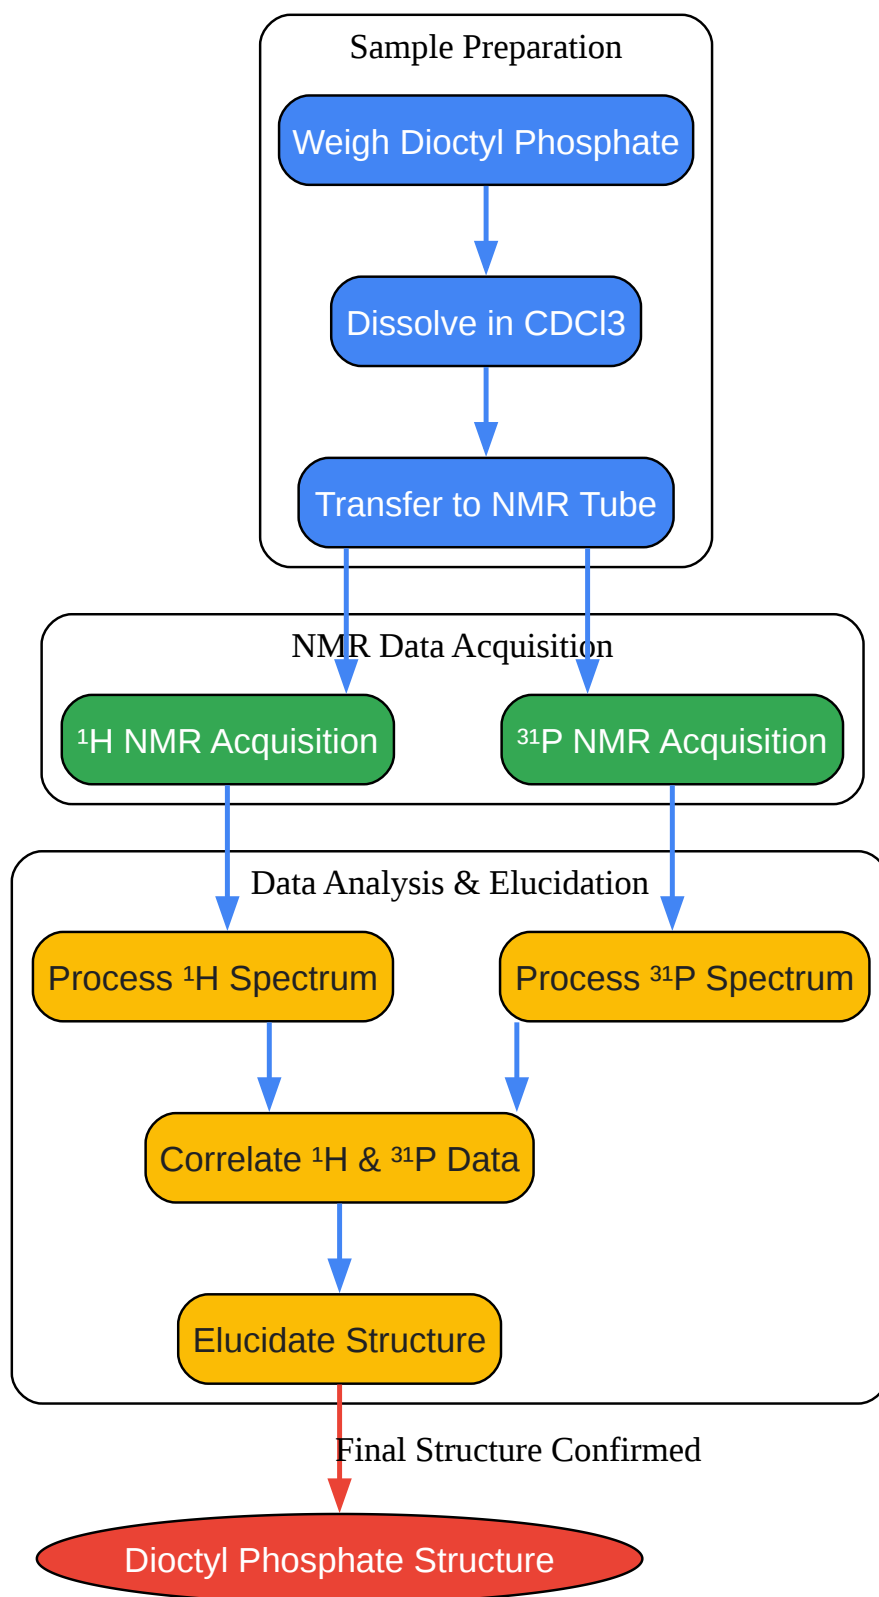 Sample Preparation
Weigh Dioctyl Phosphate
Dissolve in CDCl3
Transfer to NMR Tube
NMR Data Acquisition
¹H NMR Acquisition
³¹P NMR Acquisition
Data Analysis & Elucidation
Process ¹H Spectrum
Process ³¹P Spectrum
Correlate ¹H & ³¹P Data
Elucidate Structure
Final Structure Confirmed
Dioctyl Phosphate Structure